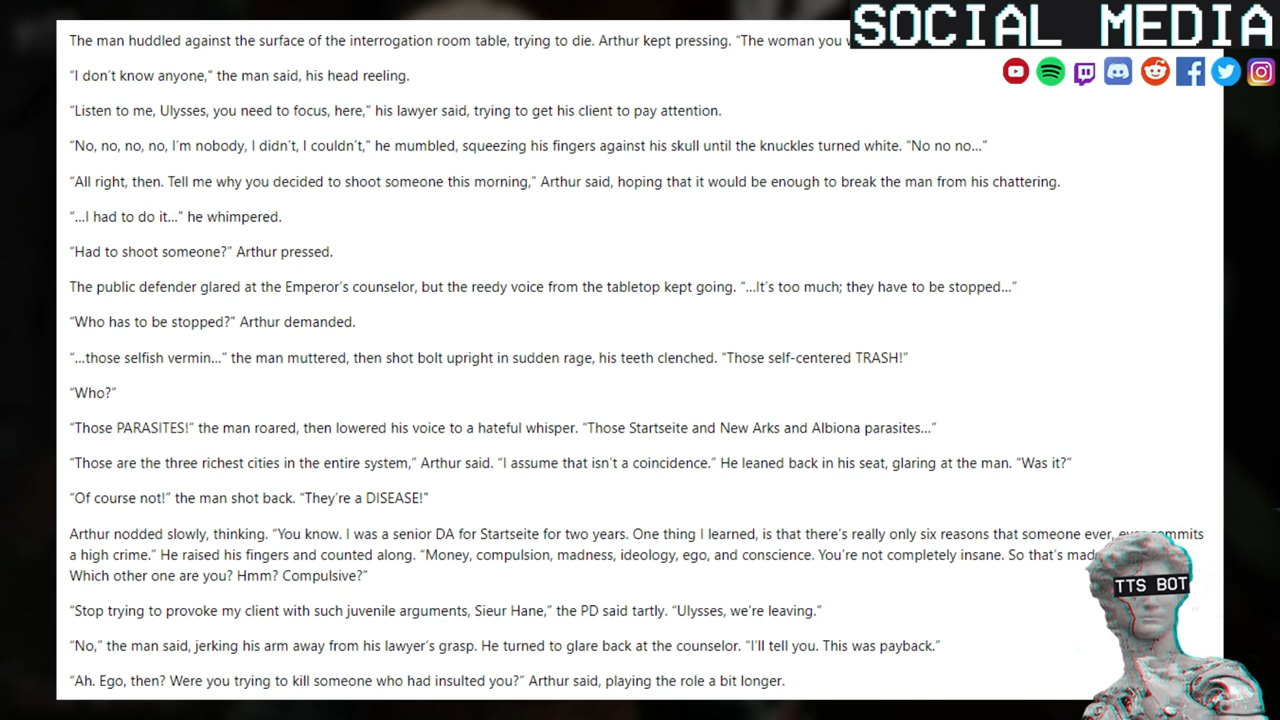 SOCIAL MEDIA
The man huddled against the surface of the interrogation room table, trying to die. Arthur kept pressing. “The woman you
“I don’t know anyone,” the man said, his head reeling.
“Listen to me, Ulysses, you need to focus, here,” his lawyer said, trying to get his client to pay attention.
“No, no, no, no, I’m nobody, I didn’t, I couldn’t,” he mumbled, squeezing his fingers against his skull until the knuckles turned white. “No no no…”
“All right, then. Tell me why you decided to shoot someone this morning,” Arthur said, hoping that it would be enough to break the man from his chattering.
“…I had to do it…” he whimpered.
“Had to shoot someone?” Arthur pressed.
The public defender glared at the Emperor’s counselor, but the reedy voice from the tabletop kept going. “…It’s too much; they have to be stopped…”
“Who has to be stopped?” Arthur demanded.
“…those selfish vermin…” the man muttered, then shot bolt upright in sudden rage, his teeth clenched. “Those self-centered TRASH!”
“Who?”
“Those PARASITES!” the man roared, then lowered his voice to a hateful whisper. “Those Startseite and New Arks and Albiona parasites…”
“Those are the three richest cities in the entire system,” Arthur said. “I assume that isn’t a coincidence.” He leaned back in his seat, glaring at the man. “Was it?”
“Of course not!” the man shot back. “They’re a DISEASE!”
Arthur nodded slowly, thinking. “You know. I was a senior DA for Startseite for two years. One thing I learned, is that there’s really only six reasons that someone ever,
a high crime.” He raised his fingers and counted along. “Money, compulsion, madness, ideology, ego, and conscience. You’re not completely insane. So that’s
Which other one are you? Hmm? Compulsive?”
“Stop trying to provoke my client with such juvenile arguments, Sieur Hane,” the PD said tartly. “Ulysses, we’re leaving.”
“No,” the man said, jerking his arm away from his lawyer’s grasp. He turned to glare back at the counselor. “I’ll tell you. This was payback.”
“Ah. Ego, then? Were you trying to kill someone who had insulted you?” Arthur said, playing the role a bit longer.
TTS BOT